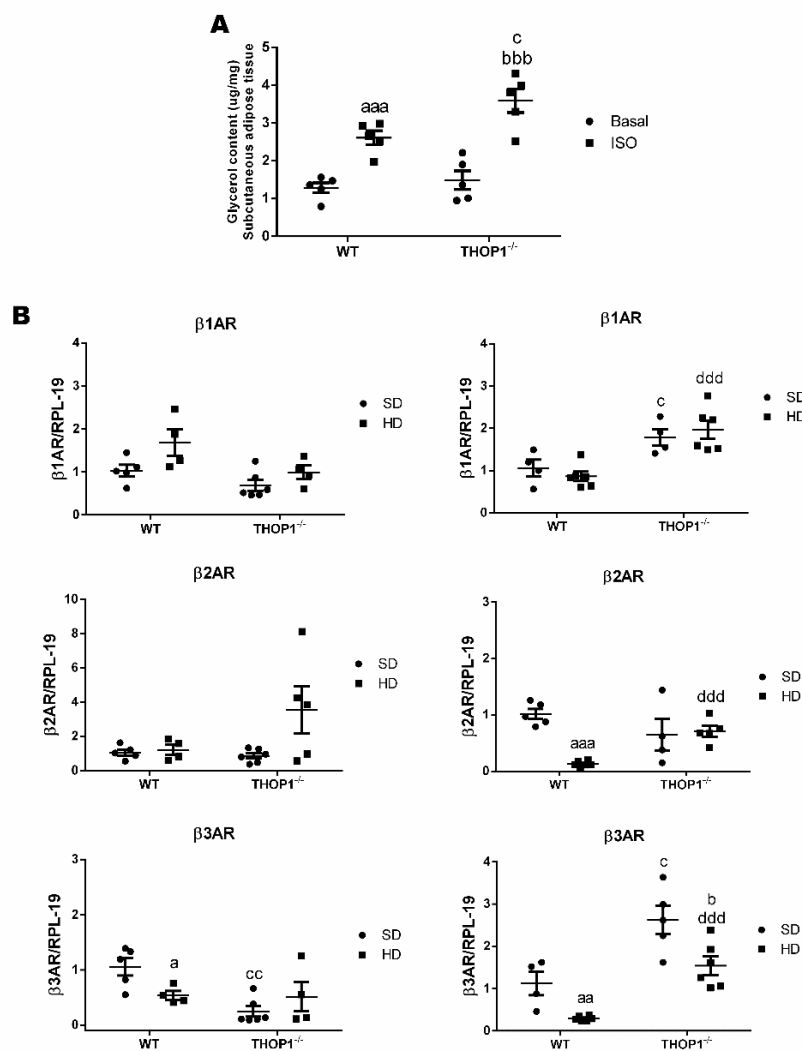 A
c
bbb
aaa
Glycerol content (ug/mg)
Subcutaneous adipose tissue
5
4
3
2
1
0
Basal
ISO
WT
THOP1-/-
B
β1AR
β1AR/RPL-19
4
3
2
1
0
SD
HD
WT
THOP1-/-
β1AR
β1AR/RPL-19
4
3
2
1
0
c
ddd
SD
HD
WT
THOP1-/-
β2AR
β2AR/RPL-19
10
8
6
4
2
0
SD
HD
WT
THOP1-/-
β2AR
β2AR/RPL-19
3
2
1
0
aaa
ddd
SD
HD
WT
THOP1-/-
β3AR
β3AR/RPL-19
3
2
1
0
a
cc
SD
HD
WT
THOP1-/-
β3AR
β3AR/RPL-19
4
3
2
1
0
c
b
ddd
aa
SD
HD
WT
THOP1-/-